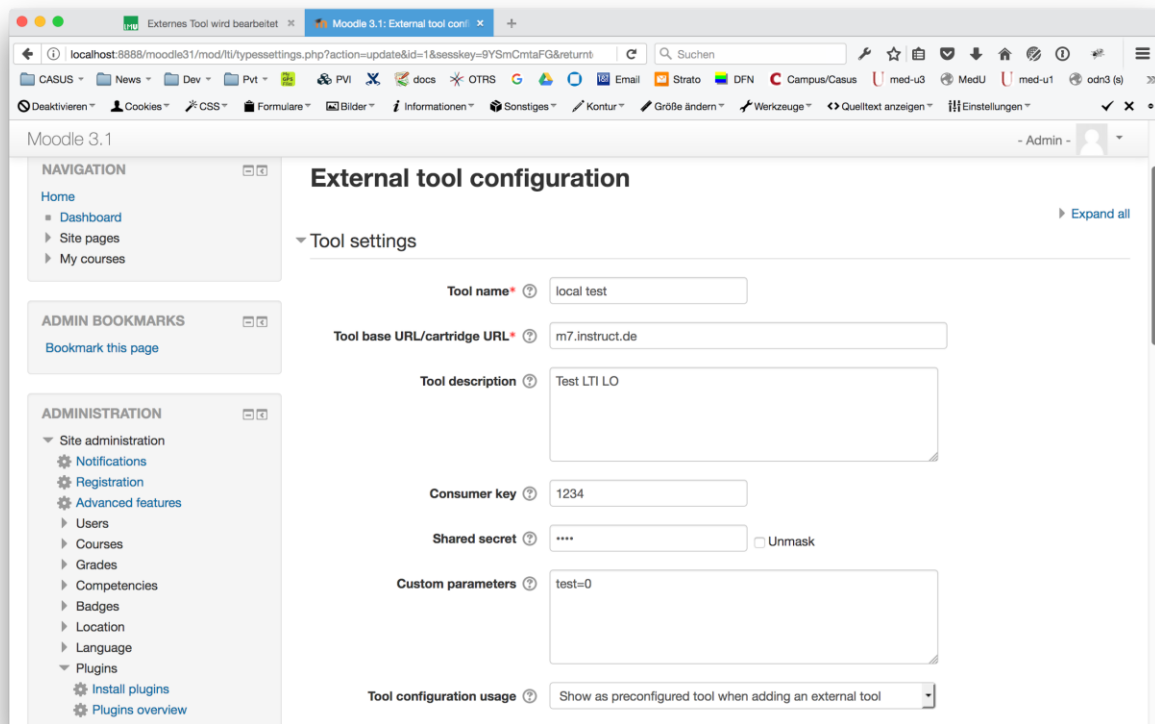 Externes Tool wird bearbeitet
Moodle 3.1: External tool conf
localhost:8888/moodle31/mod/lti/typessettings.php?action=update&id=1&sesskey=9YSmCmtaFG&returnt
Suchen
CASUS News Dev Pvt PVI docs OTRS Email Strato DFN Campus/Casus med-u3 MedU med-u1 odn3 (s)
Deaktivieren Cookies CSS Formulare Bilder Informationen Sonstiges Kontur Größe ändern Werkzeuge Quelltext anzeigen Einstellungen
Moodle 3.1
- Admin -
NAVIGATION
Home
Dashboard
Site pages
My courses
ADMIN BOOKMARKS
Bookmark this page
ADMINISTRATION
Site administration
Notifications
Registration
Advanced features
Users
Courses
Grades
Competencies
Badges
Location
Language
Plugins
Install plugins
Plugins overview
External tool configuration
Expand all
Tool settings
Tool name* local test
Tool base URL/cartridge URL* m7.instruct.de
Tool description Test LTI LO
Consumer key 1234
Shared secret •••• Unmask
Custom parameters test=0
Tool configuration usage Show as preconfigured tool when adding an external tool